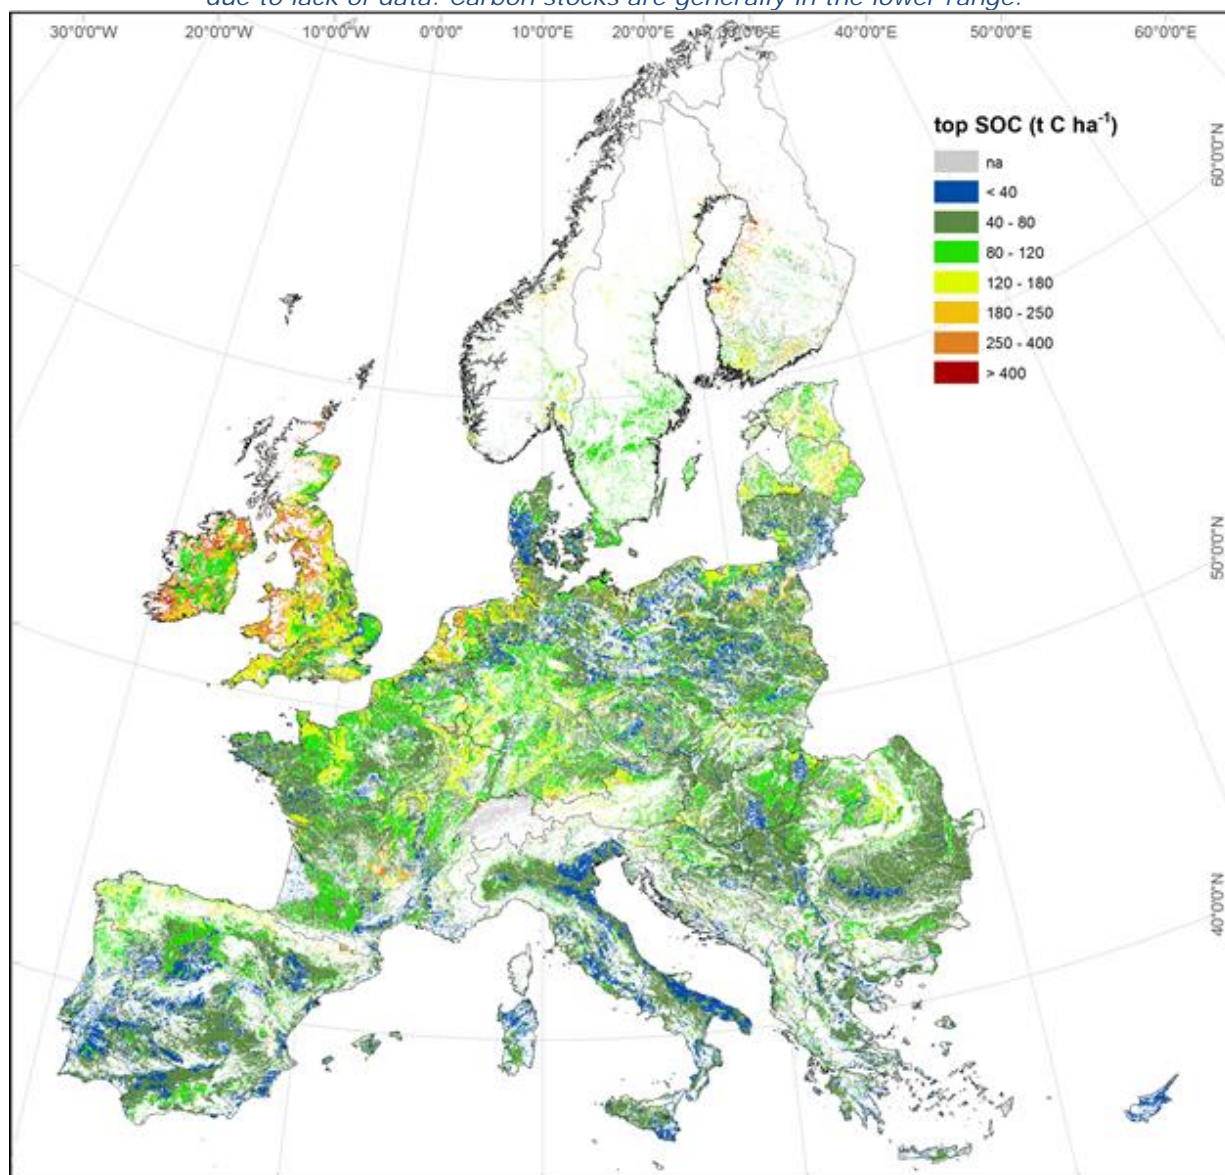 due to lack of data. Carbon stocks are generally in the lower range.
30°0'0"W 20°0'0"W 10°0'0"W 0°0'0" 10°0'0"E 20°0'0"E 30°0'0"E 40°0'0"E 50°0'0"E 60°0'0"E
top SOC (t C ha⁻¹)
na
< 40
40 - 80
80 - 120
120 - 180
180 - 250
250 - 400
> 400
60°0'0"N
50°0'0"N
40°0'0"N